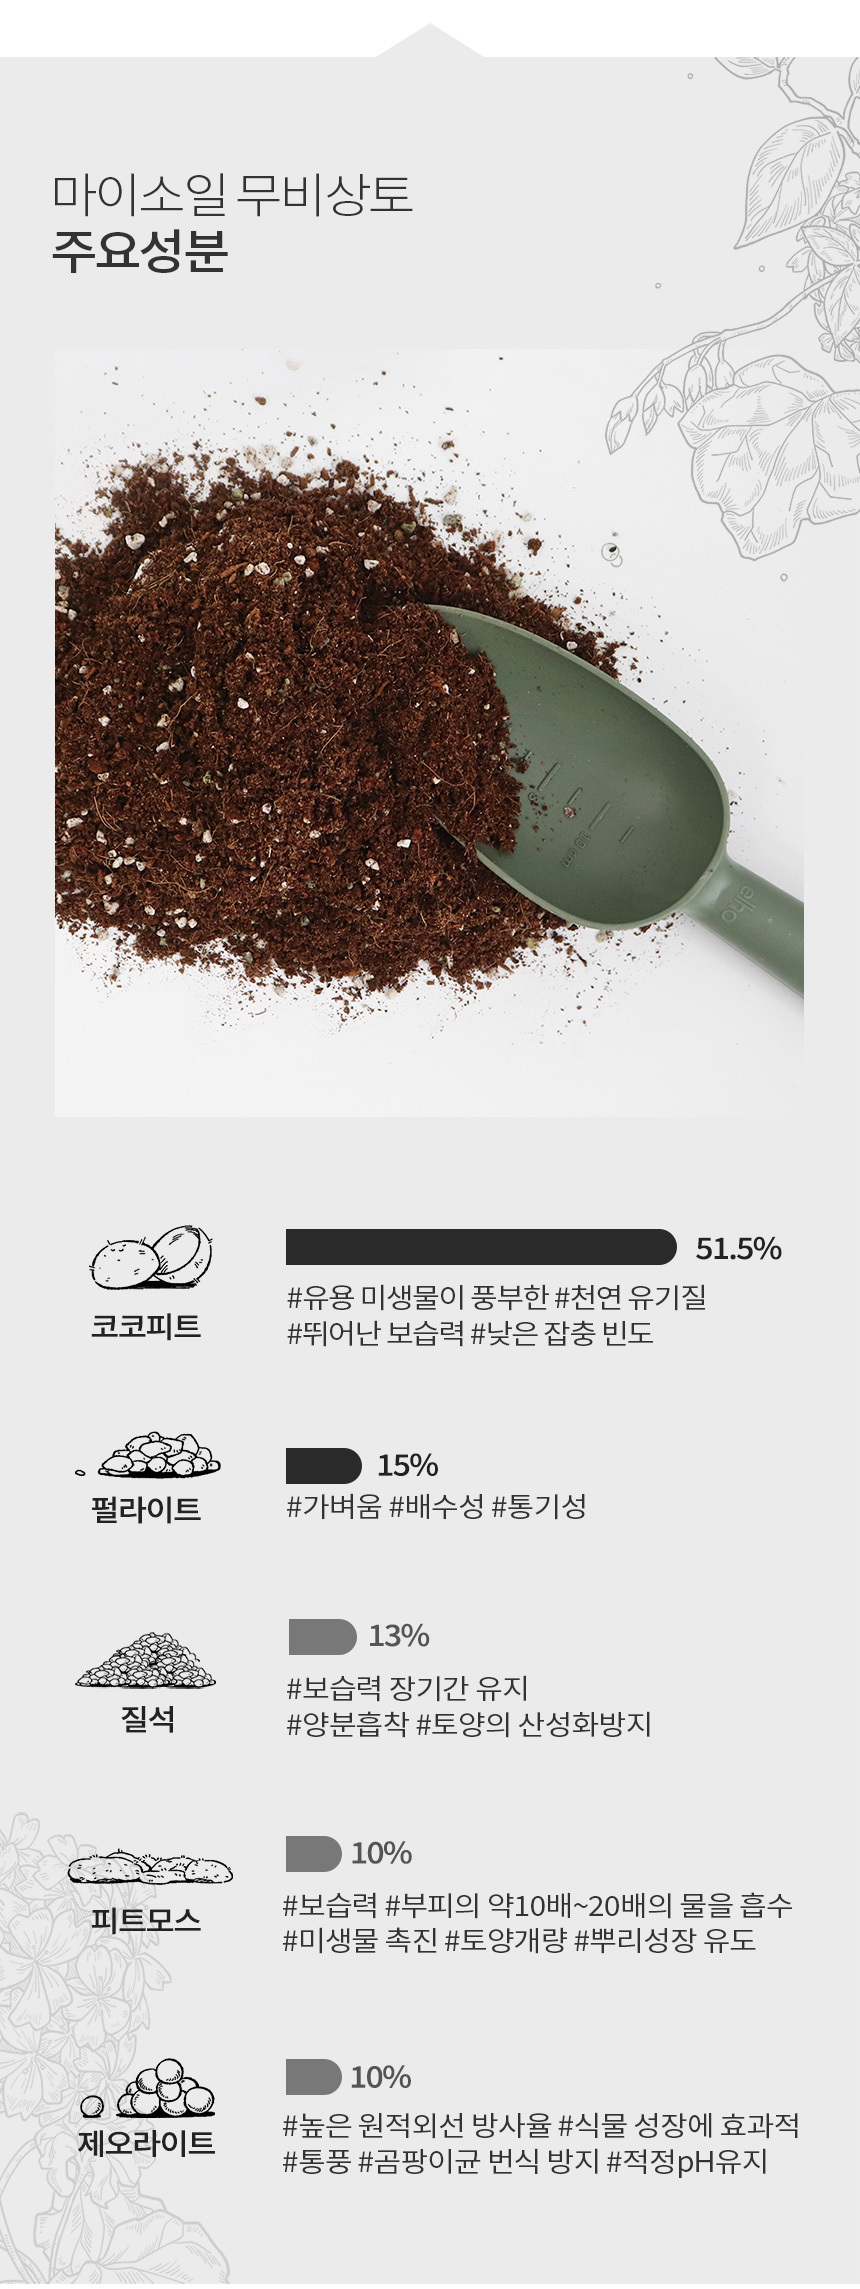 마이소일 무비상토
주요성분
10 cm
elho
51.5%
#유용 미생물이 풍부한 #천연 유기질
#뛰어난 보습력 #낮은 잡충 빈도
코코피트
15%
#가벼움 #배수성 #통기성
펄라이트
13%
#보습력 장기간 유지
#양분흡착 #토양의 산성화방지
질석
10%
#보습력 #부피의 약10배~20배의 물을 흡수
#미생물 촉진 #토양개량 #뿌리성장 유도
피트모스
10%
#높은 원적외선 방사율 #식물 성장에 효과적
#통풍 #곰팡이균 번식 방지 #적정pH유지
제오라이트